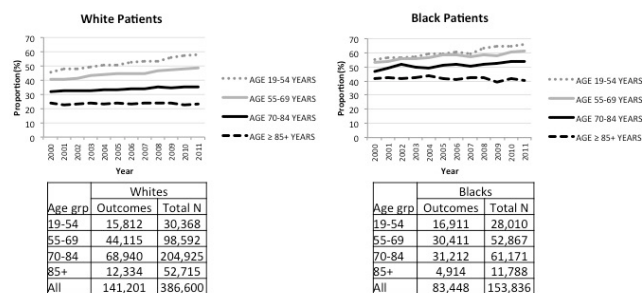 White Patients
70
60
50
40
30
20
10
0
Proportion(%)
2000 2001 2002 2003 2004 2005 2006 2007 2008 2009 2010 2011
Year
AGE 19-54 YEARS
AGE 55-69 YEARS
AGE 70-84 YEARS
AGE ≥ 85+ YEARS
Whites
Age grp Outcomes Total N
19-54 15,812 30,368
55-69 44,115 98,592
70-84 68,940 204,925
85+ 12,334 52,715
All 141,201 386,600
Black Patients
70
60
50
40
30
20
10
0
Proportion(%)
2000 2001 2002 2003 2004 2005 2006 2007 2008 2009 2010 2011
Year
AGE 19-54 YEARS
AGE 55-69 YEARS
AGE 70-84 YEARS
AGE ≥ 85+ YEARS
Blacks
Age grp Outcomes Total N
19-54 16,911 28,010
55-69 30,411 52,867
70-84 31,212 61,171
85+ 4,914 11,788
All 83,448 153,836